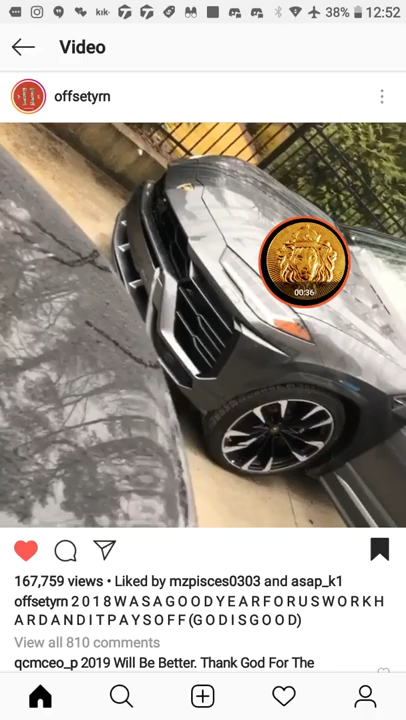 kik· 38% 12:52
Video
offsetyrn
00:36
167,759 views • Liked by mzpisces0303 and asap_k1
offsetyrn 2 0 1 8 W A S A G O O D Y E A R F O R U S W O R K H
A R D A N D I T P A Y S O F F (G O D I S G O O D)
View all 810 comments
qcmceo_p 2019 Will Be Better. Thank God For The